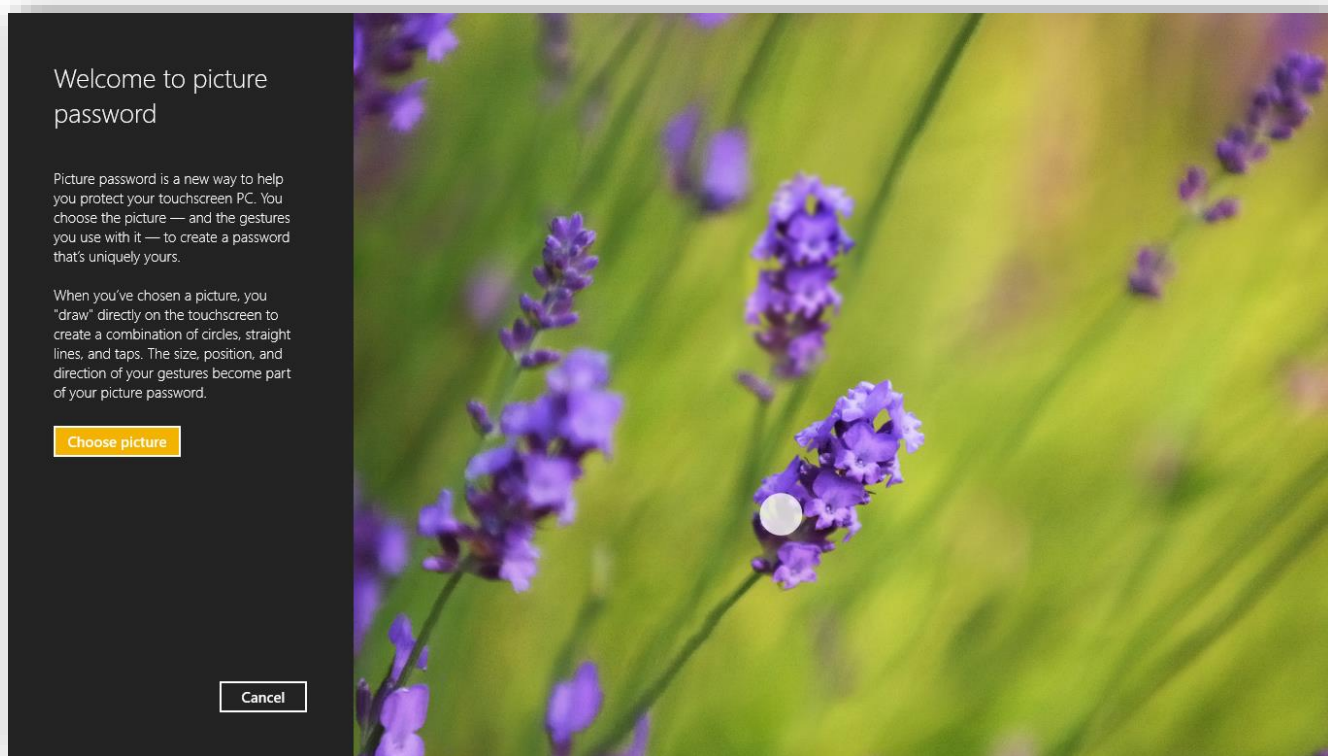 Welcome to picture
password
Picture password is a new way to help
you protect your touchscreen PC. You
choose the picture — and the gestures
you use with it — to create a password
that's uniquely yours.
When you've chosen a picture, you
"draw" directly on the touchscreen to
create a combination of circles, straight
lines, and taps. The size, position, and
direction of your gestures become part
of your picture password.
Choose picture
Cancel